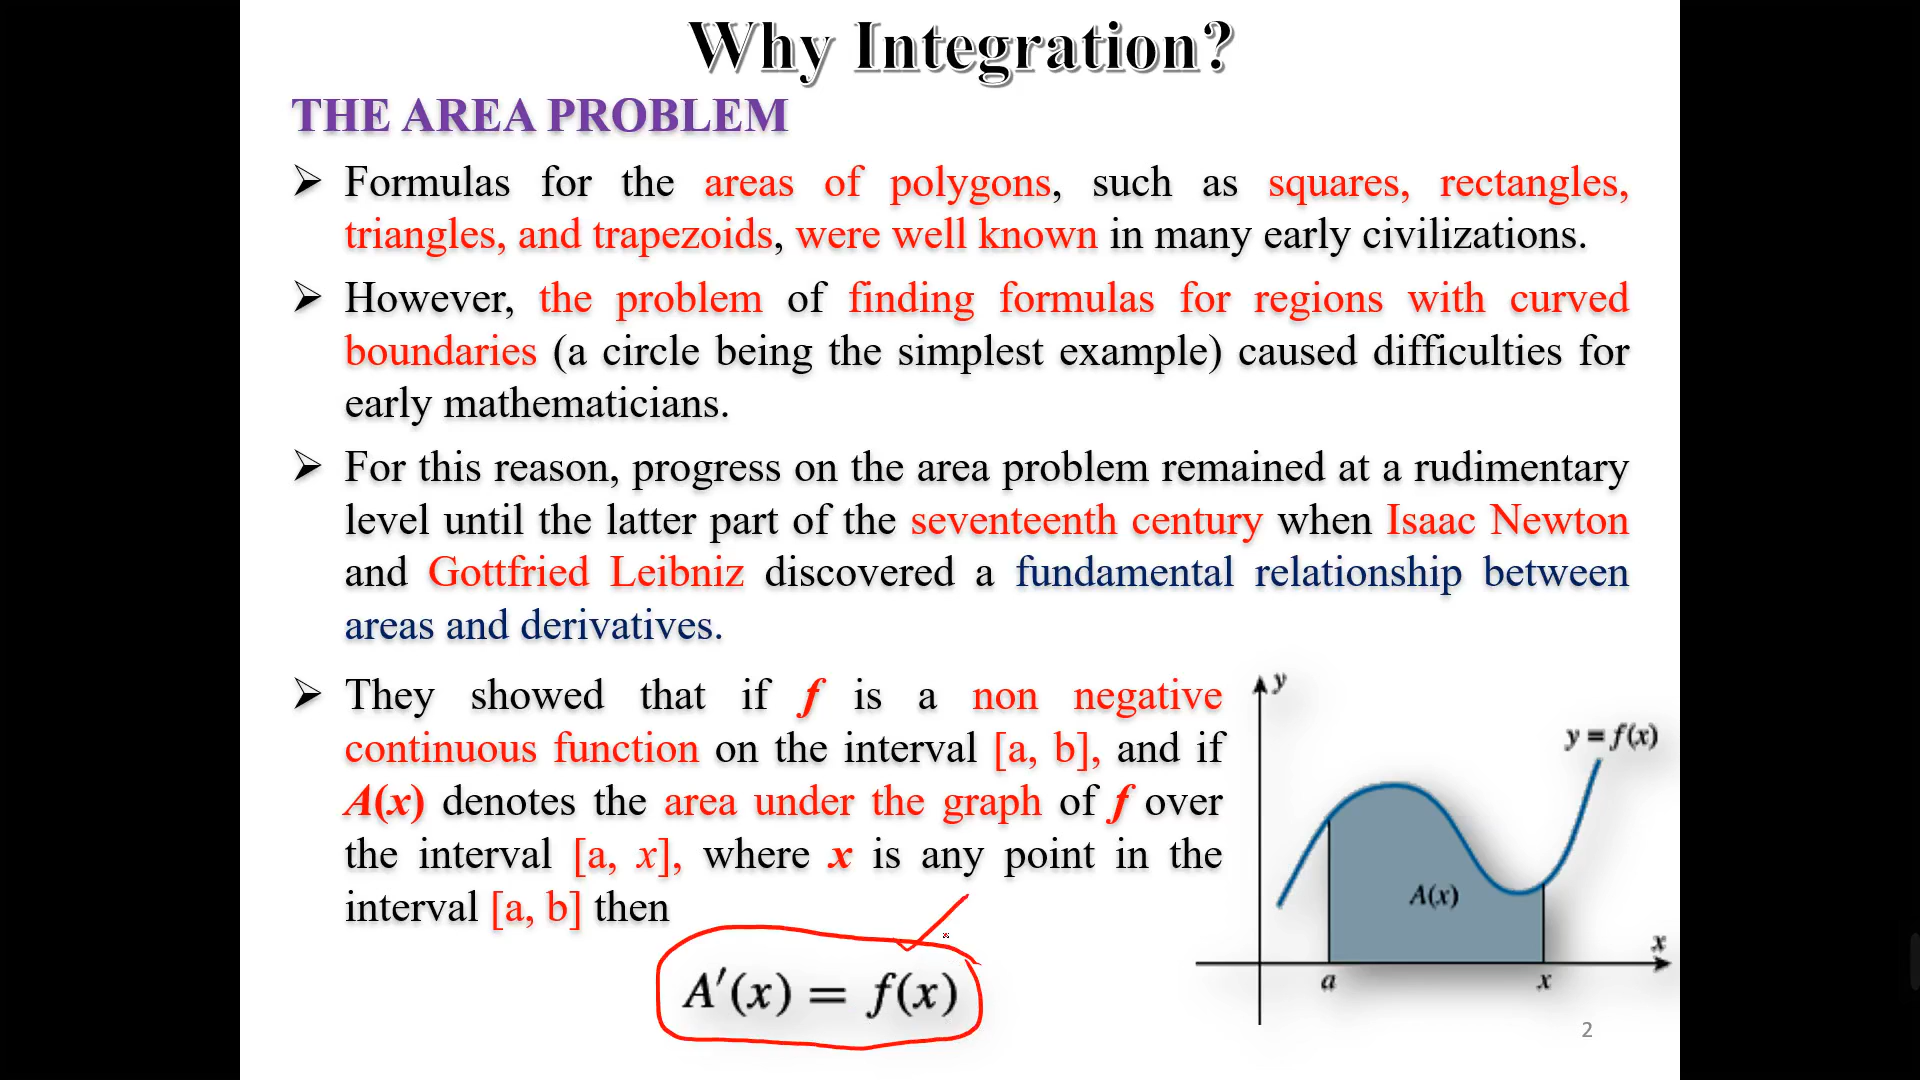 Why Integration?
THE AREA PROBLEM
➢ Formulas for the areas of polygons, such as squares, rectangles,
triangles, and trapezoids, were well known in many early civilizations.
➢ However, the problem of finding formulas for regions with curved
boundaries (a circle being the simplest example) caused difficulties for
early mathematicians.
➢ For this reason, progress on the area problem remained at a rudimentary
level until the latter part of the seventeenth century when Isaac Newton
and Gottfried Leibniz discovered a fundamental relationship between
areas and derivatives.
➢ They showed that if f is a non negative
continuous function on the interval [a, b], and if
A(x) denotes the area under the graph of f over
the interval [a, x], where x is any point in the
interval [a, b] then
A′(x) = f(x)
y
y = f(x)
A(x)
x
a
x
2